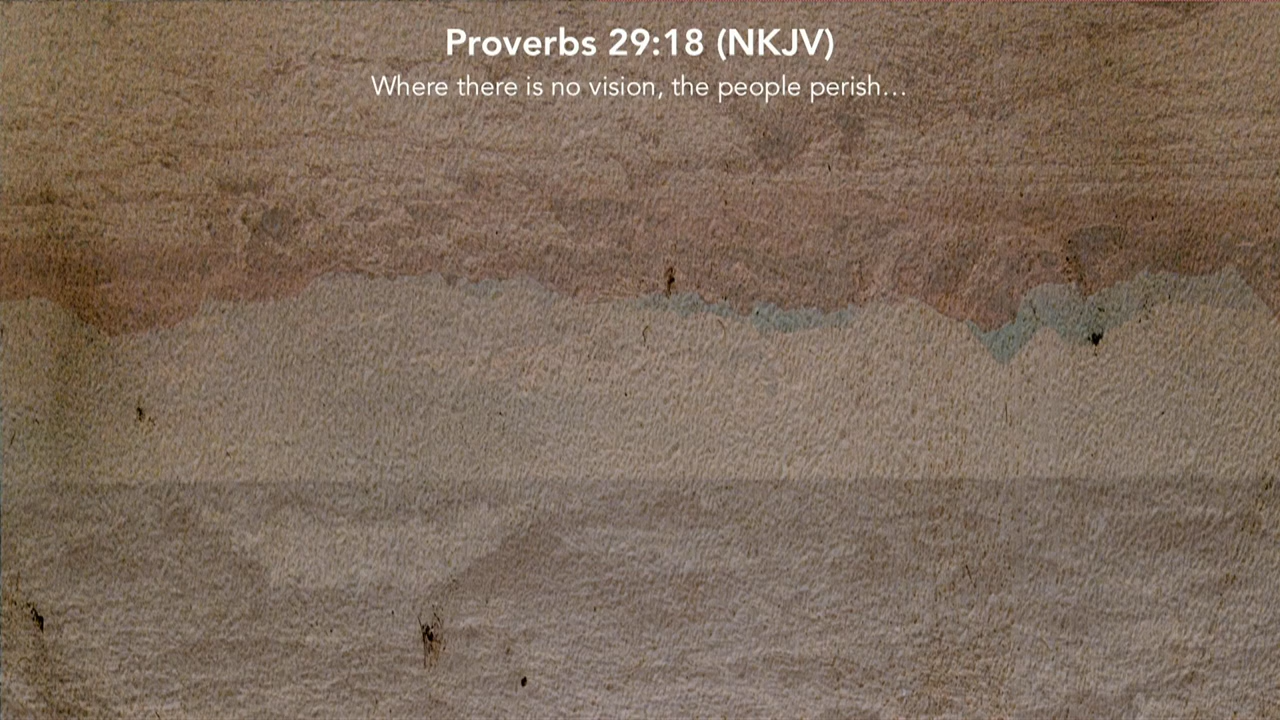 Proverbs 29:18 (NKJV)
Where there is no vision, the people perish…